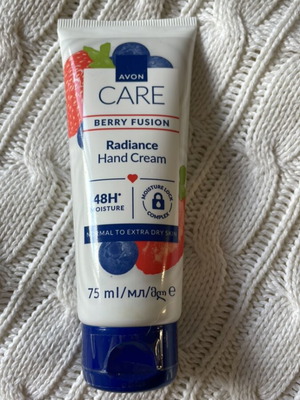 AVON
CARE
BERRY FUSION
Radiance
Hand Cream
48H*
MOISTURE
MOISTURE LOCK
COMPLEX
NORMAL TO EXTRA DRY SKIN
75 ml/мл/მლ e